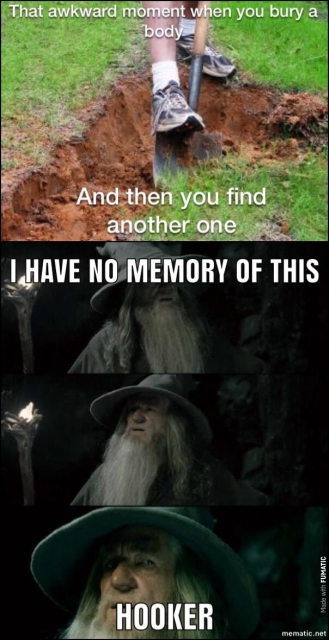 That awkward moment when you bury a
body
And then you find
another one
I HAVE NO MEMORY OF THIS
HOOKER
Made with FUMATIC
mematic.net